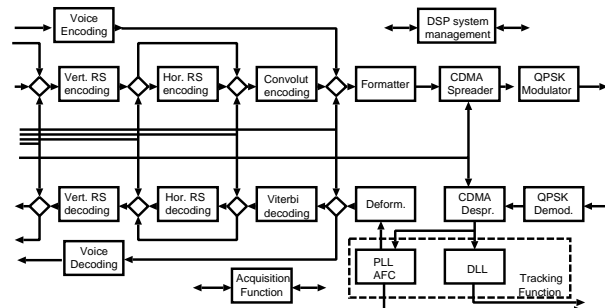 Voice
Encoding
DSP system
management
Vert. RS
encoding
Hor. RS
encoding
Convolut
encoding
Formatter
CDMA
Spreader
QPSK
Modulator
Vert. RS
decoding
Hor. RS
decoding
Viterbi
decoding
Deform.
CDMA
Despr.
QPSK
Demod.
Voice
Decoding
Acquisition
Function
PLL
AFC
DLL
Tracking
Function